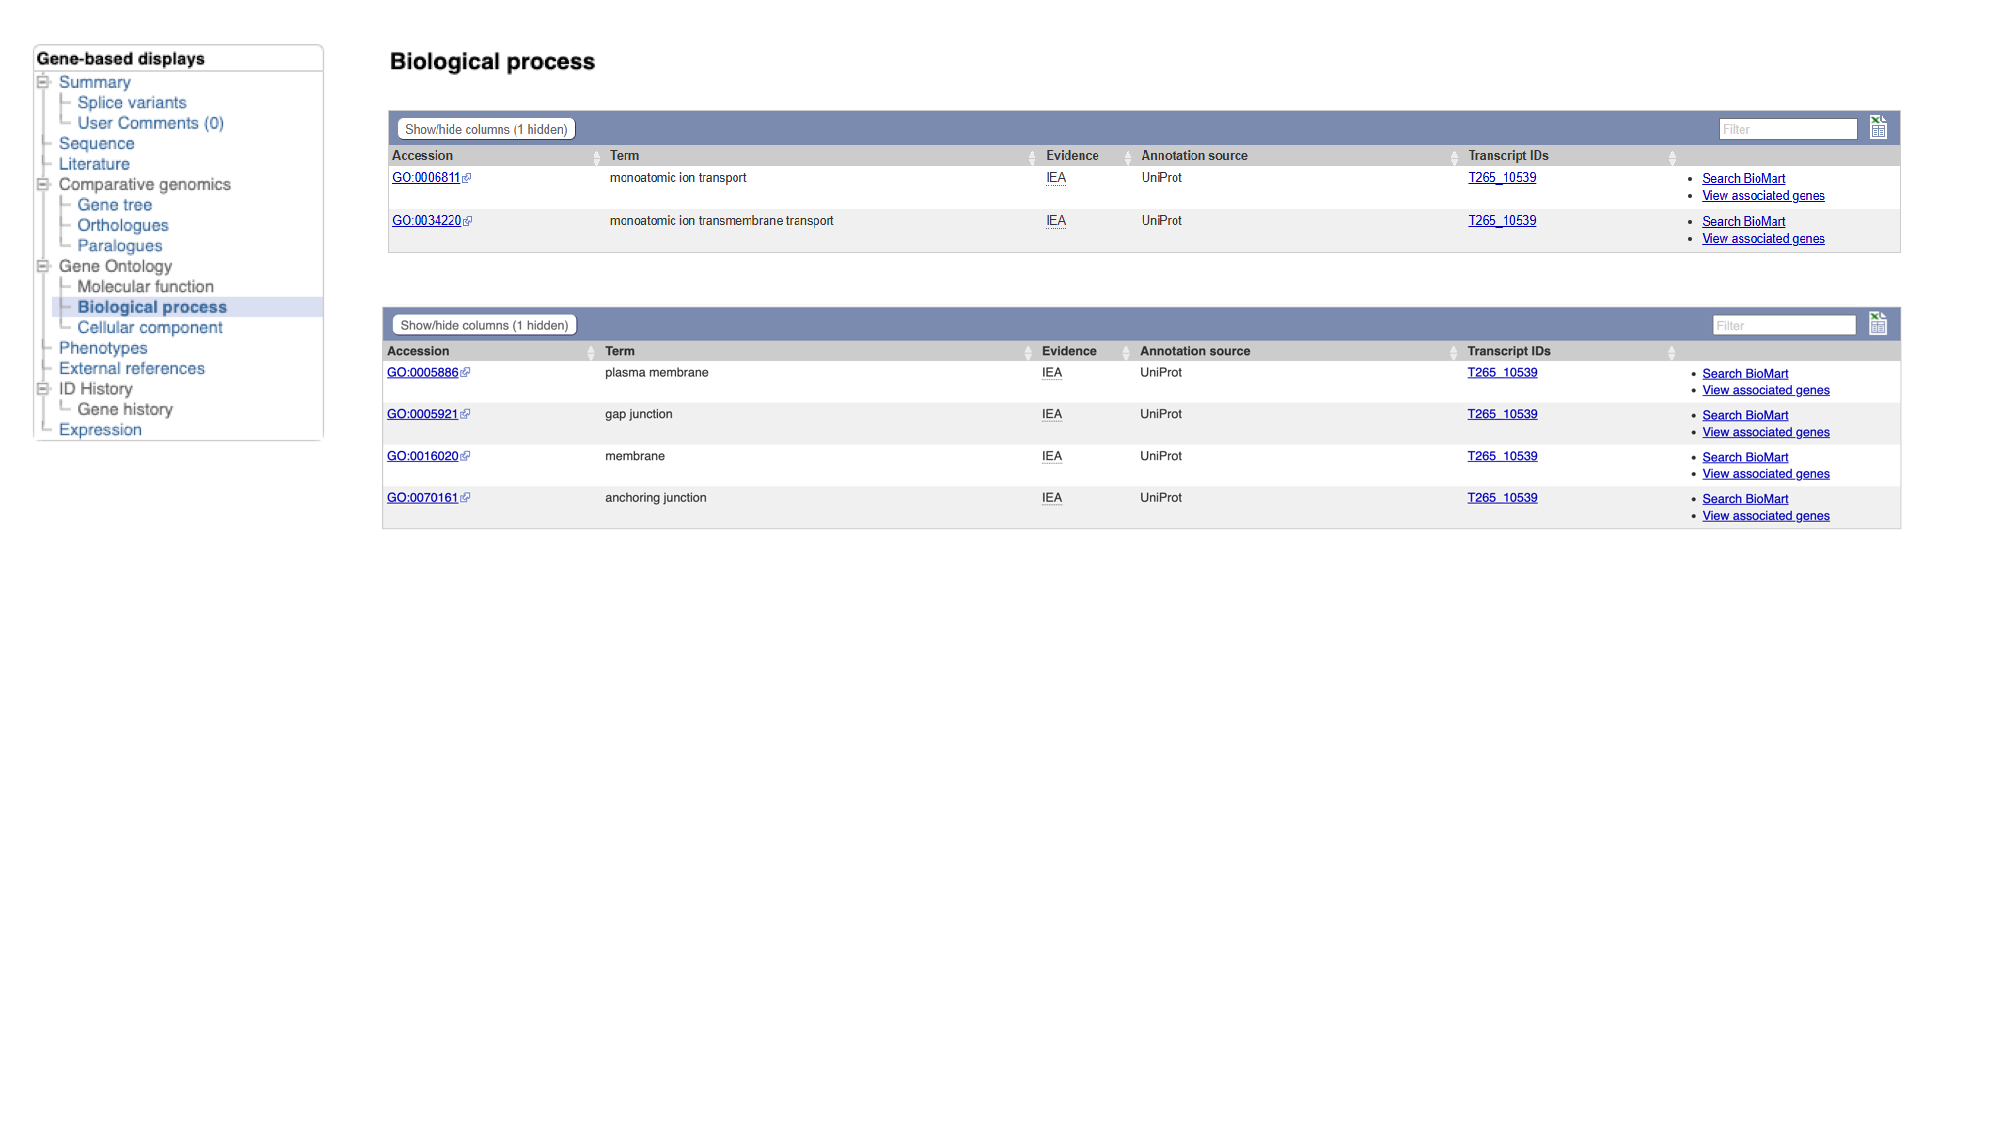 Gene-based displays
Summary
Splice variants
User Comments (0)
Sequence
Literature
Comparative genomics
Gene tree
Orthologues
Paralogues
Gene Ontology
Molecular function
Biological process
Cellular component
Phenotypes
External references
ID History
Gene history
Expression
Biological process
Show/hide columns (1 hidden) Filter
Accession Term Evidence Annotation source Transcript IDs
GO:0006811 monoatomic ion transport IEA UniProt T265_10539 • Search BioMart
• View associated genes
GO:0034220 monoatomic ion transmembrane transport IEA UniProt T265_10539 • Search BioMart
• View associated genes
Show/hide columns (1 hidden) Filter
Accession Term Evidence Annotation source Transcript IDs
GO:0005886 plasma membrane IEA UniProt T265_10539 • Search BioMart
• View associated genes
GO:0005921 gap junction IEA UniProt T265_10539 • Search BioMart
• View associated genes
GO:0016020 membrane IEA UniProt T265_10539 • Search BioMart
• View associated genes
GO:0070161 anchoring junction IEA UniProt T265_10539 • Search BioMart
• View associated genes